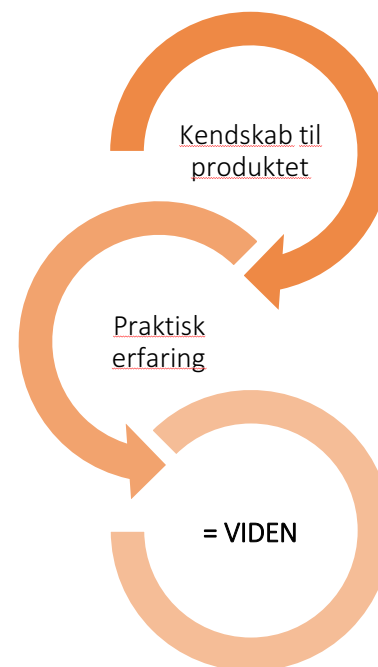 Kendskab til
produktet
Praktisk
erfaring
= VIDEN